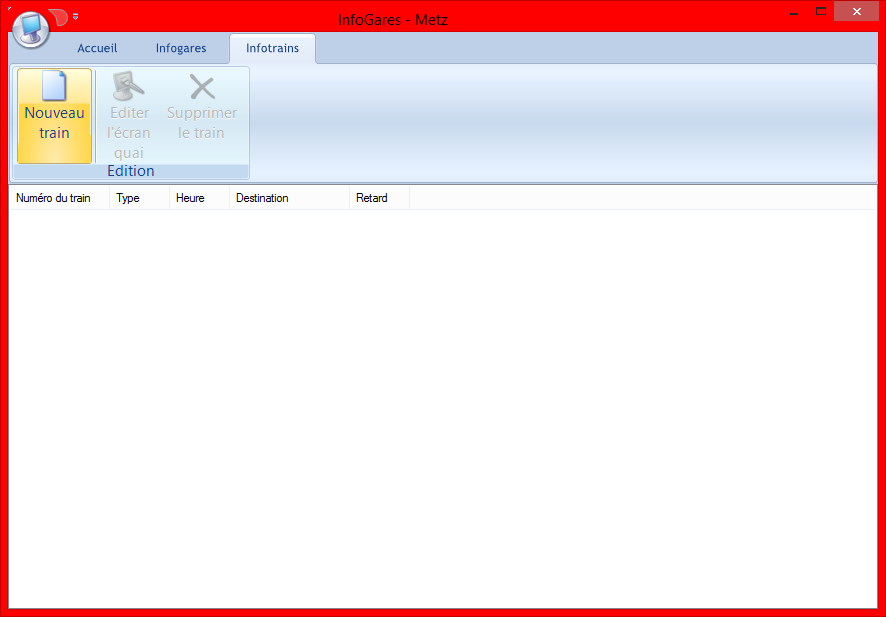 InfoGares - Metz
Accueil Infogares Infotrains
Nouveau train
Editer l'écran quai
Supprimer le train
Edition
Numéro du train Type Heure Destination Retard